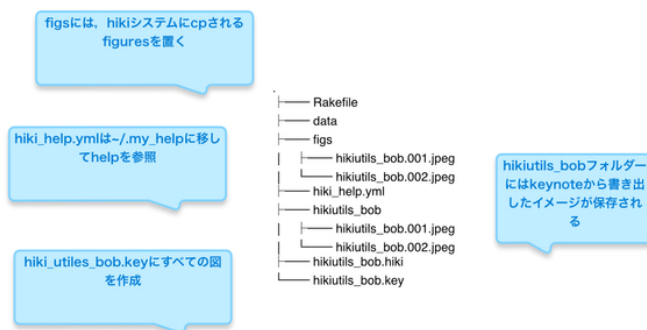 figsには，hikiシステムにcpされる
figuresを置く
hiki_help.ymlは~/.my_helpに移し
てhelpを参照
hiki_utiles_bob.keyにすべての図
を作成
.
├── Rakefile
├── data
├── figs
│   ├── hikiutils_bob.001.jpeg
│   └── hikiutils_bob.002.jpeg
├── hiki_help.yml
├── hikiutils_bob
│   ├── hikiutils_bob.001.jpeg
│   └── hikiutils_bob.002.jpeg
├── hikiutils_bob.hiki
└── hikiutils_bob.key
hikiutils_bobフォルダー
にはkeynoteから書き出
したイメージが保存され
る